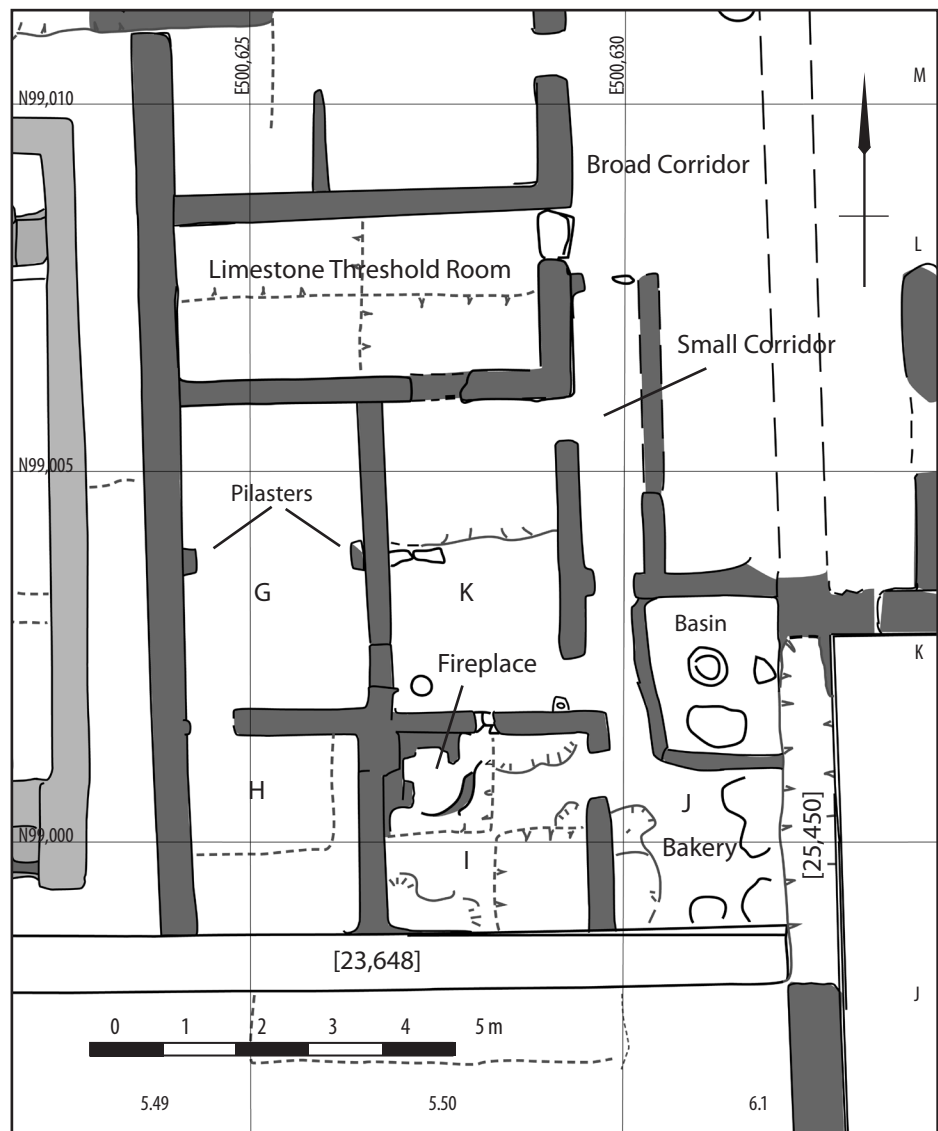 E500,625
E500,630
M
N99,010
Broad Corridor
L
Limestone Threshold Room
Small Corridor
N99,005
Pilasters
G
K
Basin
K
Fireplace
H
J
N99,000
Bakery
I
[25,450]
[23,648]
J
0 1 2 3 4 5 m
5.49 5.50 6.1